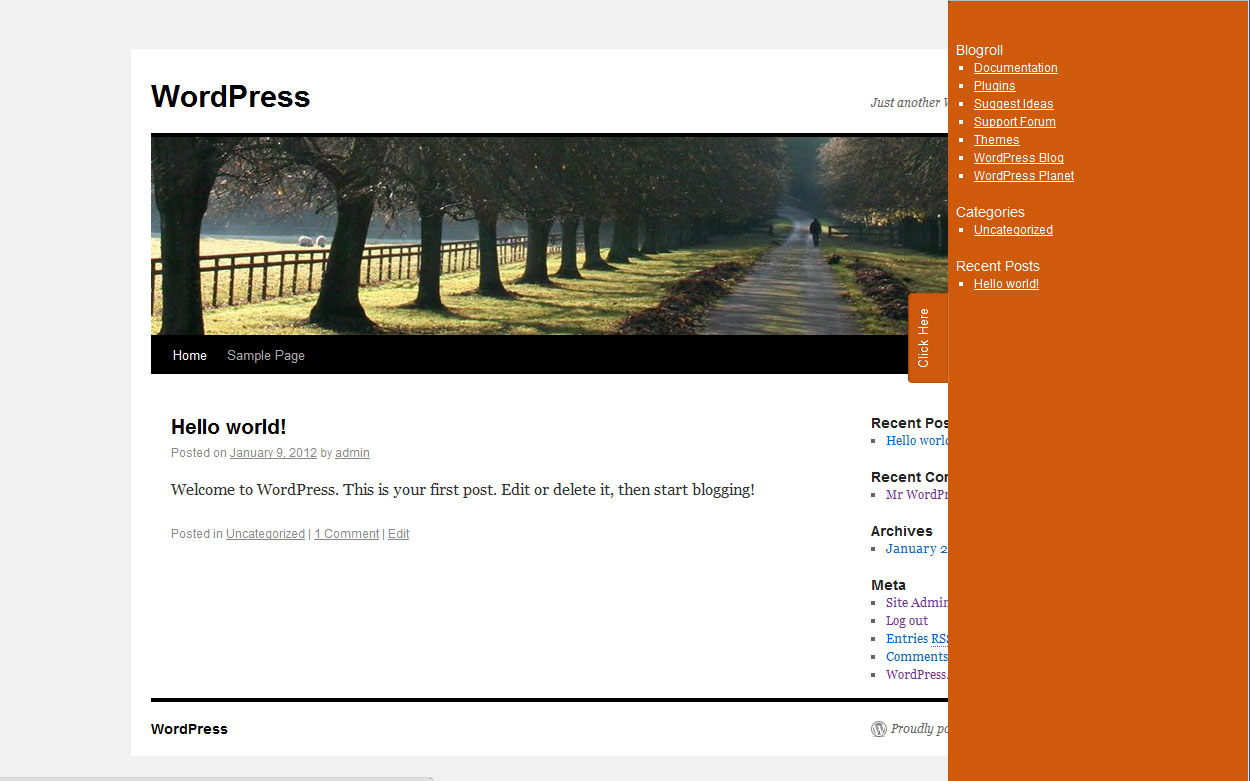 WordPress
Just another
Home
Sample Page
Click Here
Hello world!
Posted on January 9, 2012 by admin
Welcome to WordPress. This is your first post. Edit or delete it, then start blogging!
Posted in Uncategorized | 1 Comment | Edit
Recent Pos
Hello worl
Recent Co
Mr WordPr
Archives
January 2
Meta
Site Admin
Log out
Entries RS
Comments
WordPress.
WordPress
Proudly po
Blogroll
Documentation
Plugins
Suggest Ideas
Support Forum
Themes
WordPress Blog
WordPress Planet
Categories
Uncategorized
Recent Posts
Hello world!